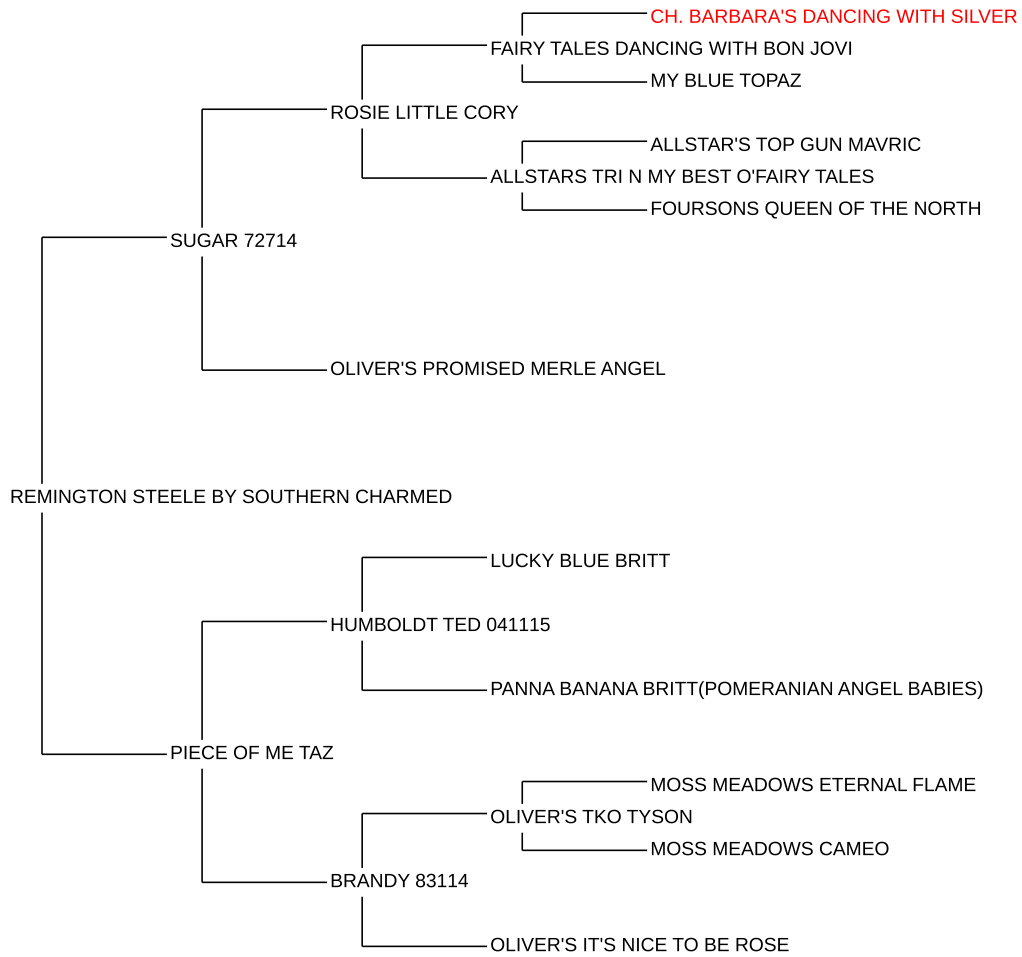 CH. BARBARA'S DANCING WITH SILVER
FAIRY TALES DANCING WITH BON JOVI
MY BLUE TOPAZ
ROSIE LITTLE CORY
ALLSTAR'S TOP GUN MAVRIC
ALLSTARS TRI N MY BEST O'FAIRY TALES
FOURSONS QUEEN OF THE NORTH
SUGAR 72714
OLIVER'S PROMISED MERLE ANGEL
REMINGTON STEELE BY SOUTHERN CHARMED
LUCKY BLUE BRITT
HUMBOLDT TED 041115
PANNA BANANA BRITT(POMERANIAN ANGEL BABIES)
PIECE OF ME TAZ
MOSS MEADOWS ETERNAL FLAME
OLIVER'S TKO TYSON
MOSS MEADOWS CAMEO
BRANDY 83114
OLIVER'S IT'S NICE TO BE ROSE